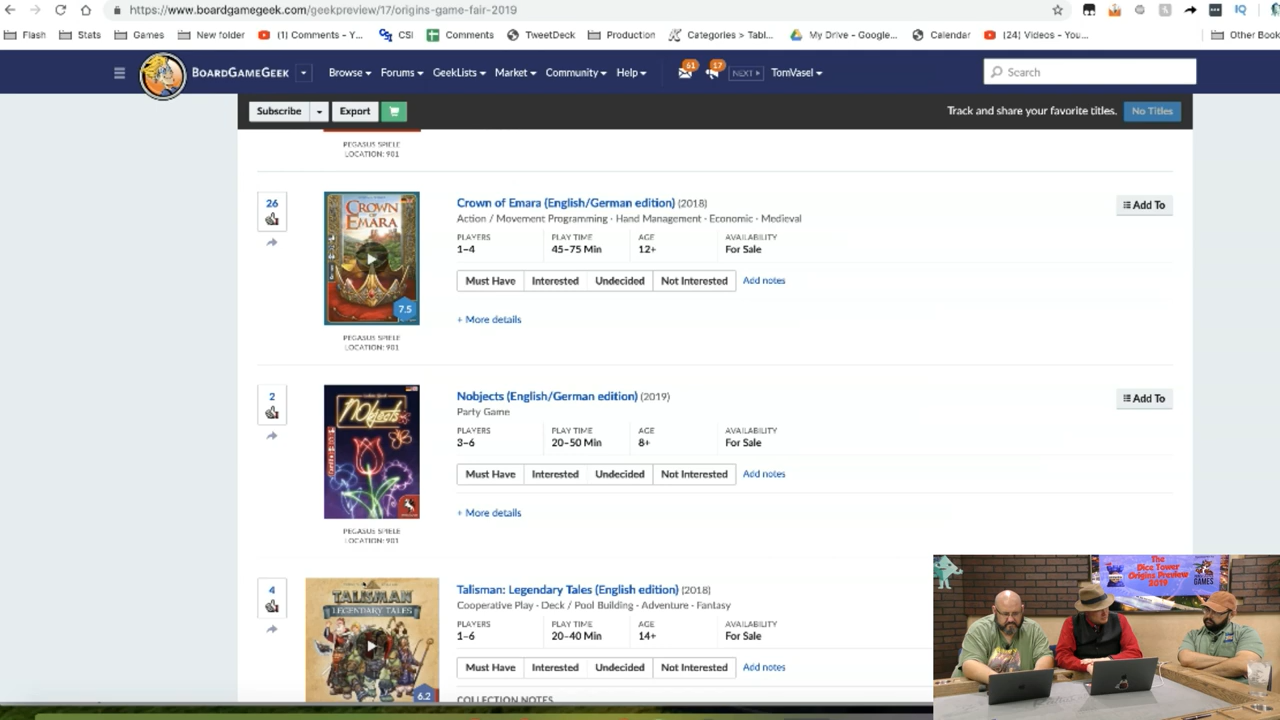 https://www.boardgamegeek.com/geekpreview/17/origins-game-fair-2019
Flash Stats Games New folder (1) Comments - Y... CSI Comments TweetDeck Production Categories > Tabl... My Drive - Google... Calendar (24) Videos - You... Other Book
BOARDGAMEGEEK Browse Forums GeekLists Market Community Help 61 17 NEXT TomVasel Search
Subscribe Export Track and share your favorite titles. No Titles
PEGASUS SPIELE
LOCATION: 901
26
CROWN OF EMARA
7.5
Crown of Emara (English/German edition) (2018)
Action / Movement Programming · Hand Management · Economic · Medieval
PLAYERS PLAY TIME AGE AVAILABILITY
1–4 45–75 Min 12+ For Sale
Must Have Interested Undecided Not Interested Add notes
+ More details
Add To
PEGASUS SPIELE
LOCATION: 901
2
NObjects
Nobjects (English/German edition) (2019)
Party Game
PLAYERS PLAY TIME AGE AVAILABILITY
3–6 20–50 Min 8+ For Sale
Must Have Interested Undecided Not Interested Add notes
+ More details
Add To
PEGASUS SPIELE
LOCATION: 901
4
TALISMAN
LEGENDARY TALES
6.2
Talisman: Legendary Tales (English edition) (2018)
Cooperative Play · Deck / Pool Building · Adventure · Fantasy
PLAYERS PLAY TIME AGE AVAILABILITY
1–6 20–40 Min 14+ For Sale
Must Have Interested Undecided Not Interested Add notes
COLLECTION NOTES
The
Dice Tower
Origins Preview
2019
GAMES